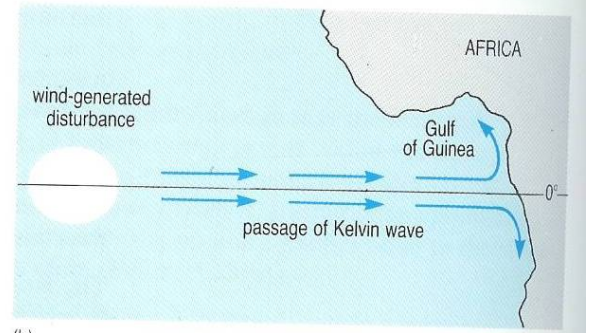 AFRICA
wind-generated
disturbance
Gulf
of Guinea
0°
passage of Kelvin wave